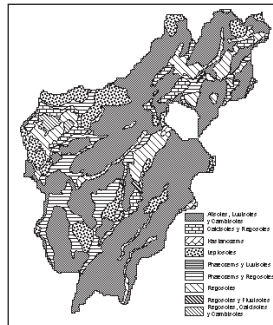 Alisoles, Luvisoles
y Cambisoles
Calcisoles y Regosoles
Kastanozems
Leptosoles
Phaeozems y Luvisoles
Phaeozems y Regosoles
Regosoles
Regosoles y Fluvisoles
Regosoles, Calcisoles
y Cambisoles